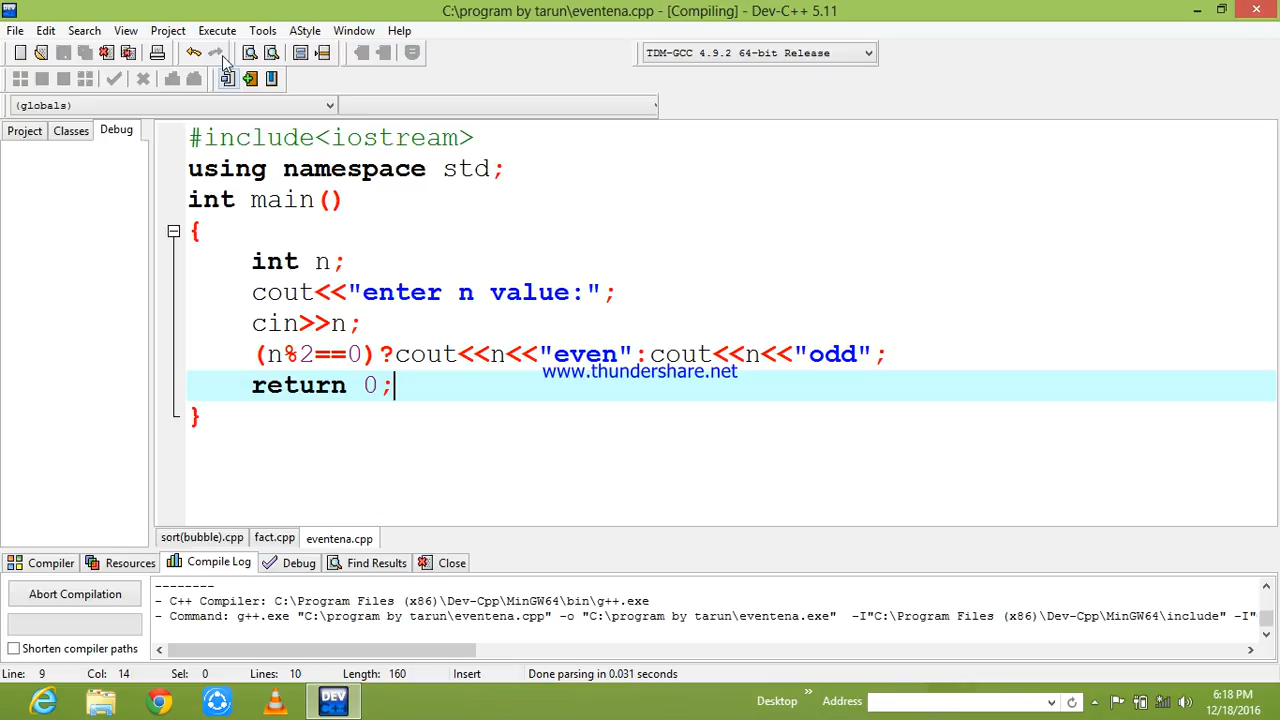 C:\program by tarun\eventena.cpp - [Compiling] - Dev-C++ 5.11
File Edit Search View Project Execute Tools AStyle Window Help
TDM-GCC 4.9.2 64-bit Release
(globals)
Project Classes Debug
#include<iostream>
using namespace std;
int main()
{
int n;
cout<<"enter n value:";
cin>>n;
(n%2==0)?cout<<n<<"even":cout<<n<<"odd";
www.thundershare.net
return 0;
}
sort(bubble).cpp fact.cpp eventena.cpp
Compiler Resources Compile Log Debug Find Results Close
Abort Compilation
Shorten compiler paths
--------
- C++ Compiler: C:\Program Files (x86)\Dev-Cpp\MinGW64\bin\g++.exe
- Command: g++.exe "C:\program by tarun\eventena.cpp" -o "C:\program by tarun\eventena.exe" -I"C:\Program Files (x86)\Dev-Cpp\MinGW64\include" -I"
Line: 9 Col: 14 Sel: 0 Lines: 10 Length: 160 Insert Done parsing in 0.031 seconds
DEV C++
Desktop » Address
6:18 PM
12/18/2016